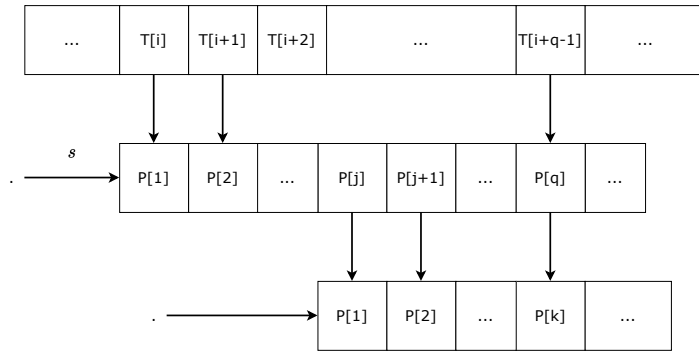 ... T[i] T[i+1] T[i+2] ... T[i+q-1] ...
s
. P[1] P[2] ... P[j] P[j+1] ... P[q] ...
. P[1] P[2] ... P[k] ...